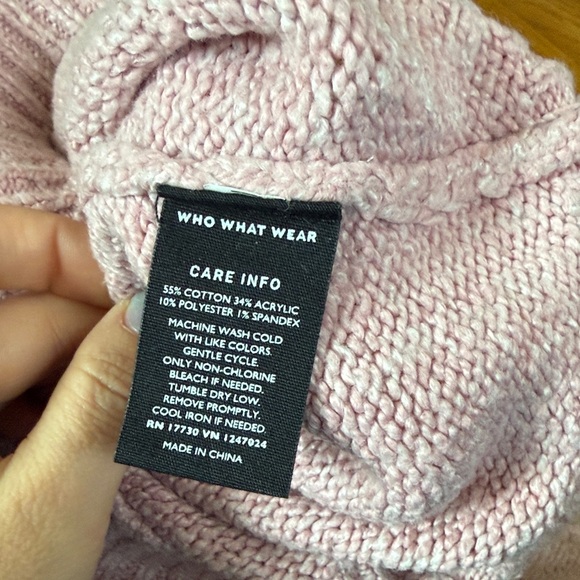 WHO WHAT WEAR
CARE INFO
55% COTTON 34% ACRYLIC
10% POLYESTER 1% SPANDEX
MACHINE WASH COLD
WITH LIKE COLORS.
GENTLE CYCLE.
ONLY NON-CHLORINE
BLEACH IF NEEDED.
TUMBLE DRY LOW.
REMOVE PROMPTLY.
COOL IRON IF NEEDED.
RN 17730 VN 1247024
MADE IN CHINA